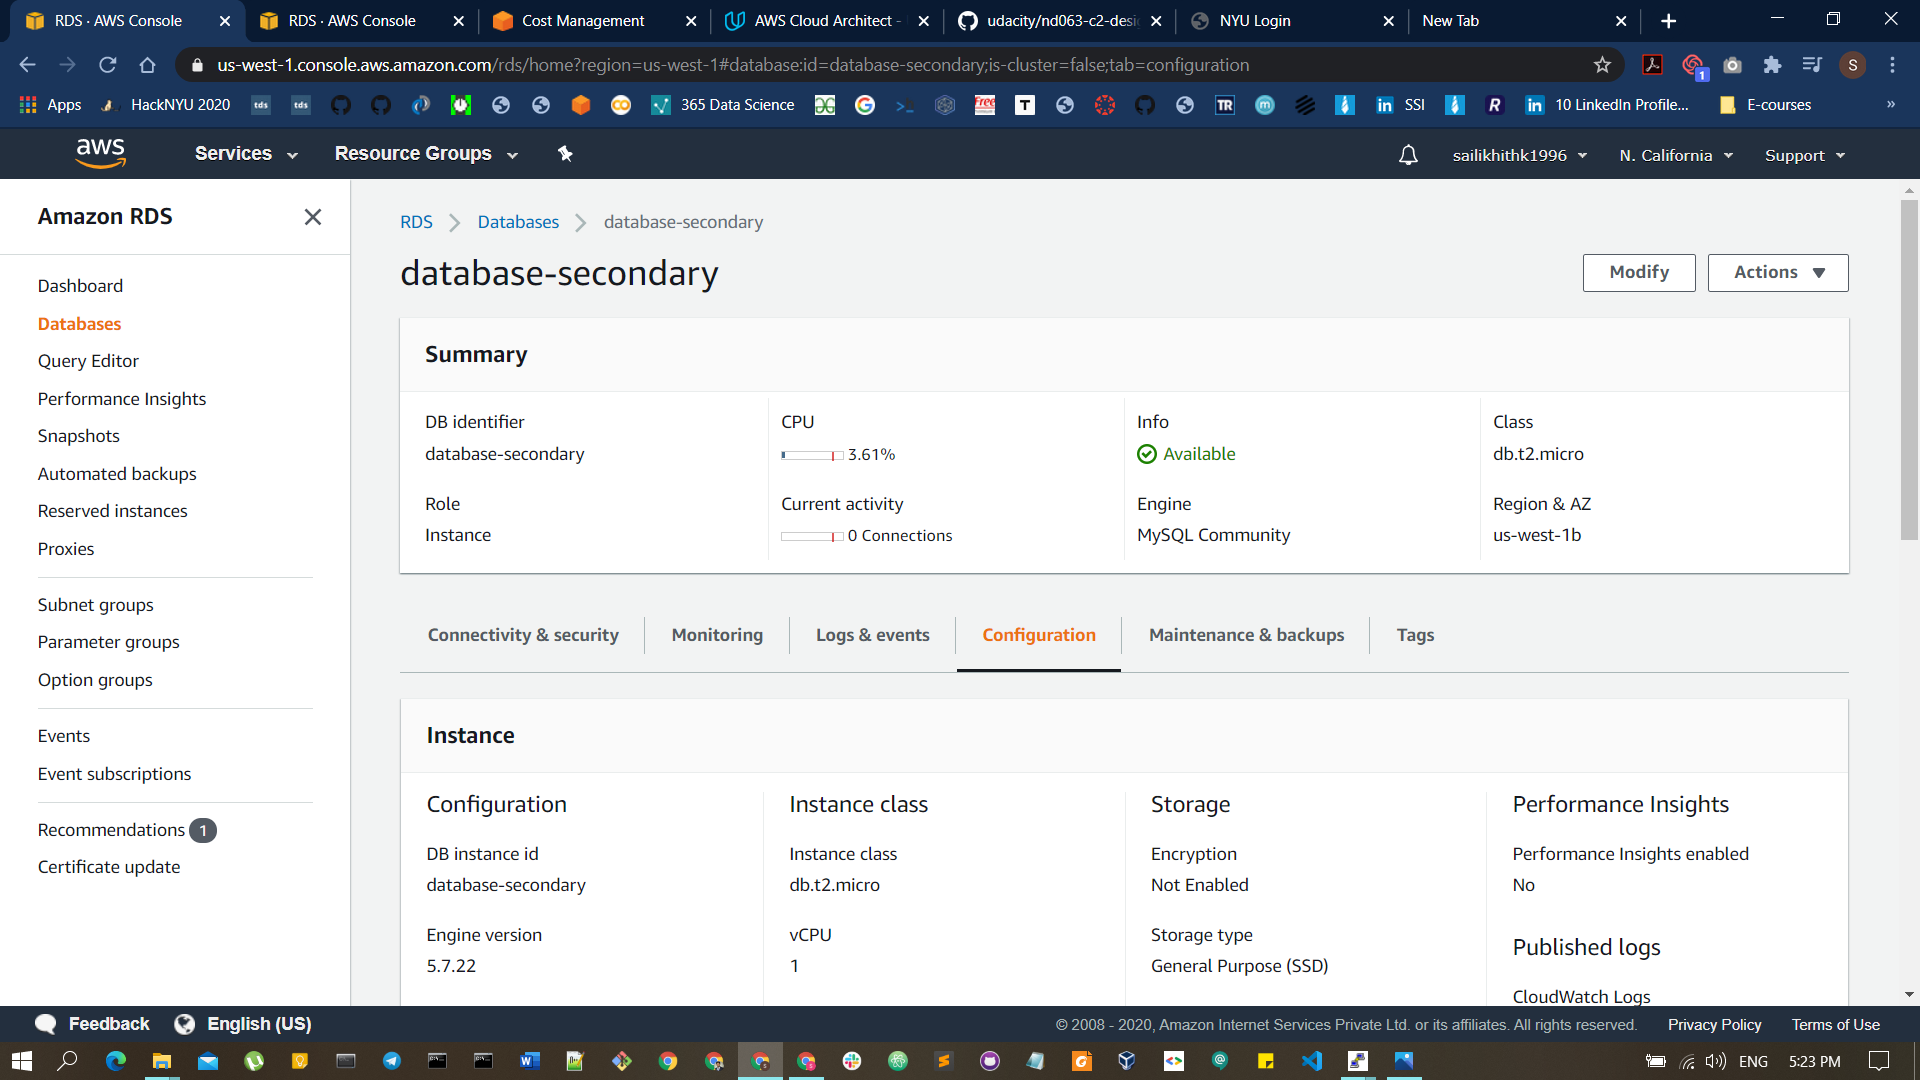 RDS · AWS Console
RDS · AWS Console
Cost Management
AWS Cloud Architect -
udacity/nd063-c2-desi
NYU Login
New Tab
us-west-1.console.aws.amazon.com/rds/home?region=us-west-1#database:id=database-secondary;is-cluster=false;tab=configuration
Apps
HackNYU 2020
365 Data Science
SSI
10 LinkedIn Profile...
E-courses
aws
Services
Resource Groups
sailikhithk1996
N. California
Support
Amazon RDS
Dashboard
Databases
Query Editor
Performance Insights
Snapshots
Automated backups
Reserved instances
Proxies
Subnet groups
Parameter groups
Option groups
Events
Event subscriptions
Recommendations 1
Certificate update
RDS > Databases > database-secondary
database-secondary
Modify
Actions
Summary
DB identifier
database-secondary
CPU
3.61%
Info
Available
Class
db.t2.micro
Role
Instance
Current activity
0 Connections
Engine
MySQL Community
Region & AZ
us-west-1b
Connectivity & security
Monitoring
Logs & events
Configuration
Maintenance & backups
Tags
Instance
Configuration
DB instance id
database-secondary
Engine version
5.7.22
Instance class
Instance class
db.t2.micro
vCPU
1
Storage
Encryption
Not Enabled
Storage type
General Purpose (SSD)
Performance Insights
Performance Insights enabled
No
Published logs
CloudWatch Logs
Feedback
English (US)
© 2008 - 2020, Amazon Internet Services Private Ltd. or its affiliates. All rights reserved.
Privacy Policy
Terms of Use
ENG
5:23 PM